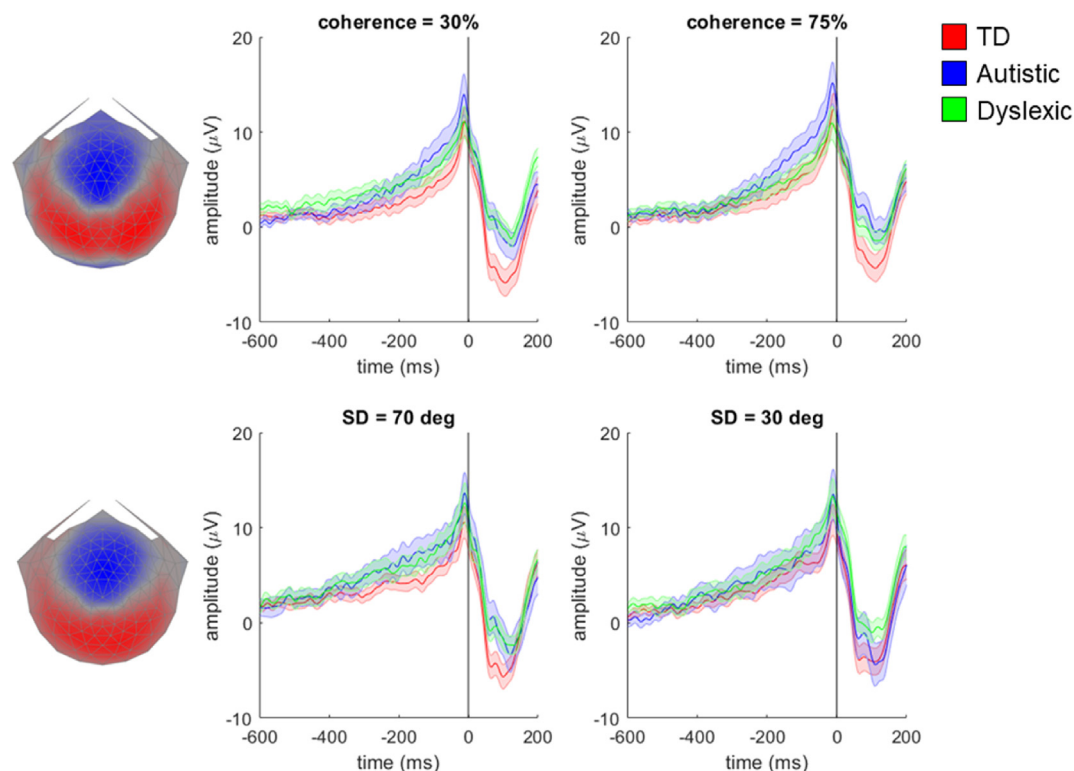 coherence = 30%
20
10
0
-10
amplitude (μV)
-600 -400 -200 0 200
time (ms)
coherence = 75%
20
10
0
-10
amplitude (μV)
-600 -400 -200 0 200
time (ms)
TD
Autistic
Dyslexic
SD = 70 deg
20
10
0
-10
amplitude (μV)
-600 -400 -200 0 200
time (ms)
SD = 30 deg
20
10
0
-10
amplitude (μV)
-600 -400 -200 0 200
time (ms)